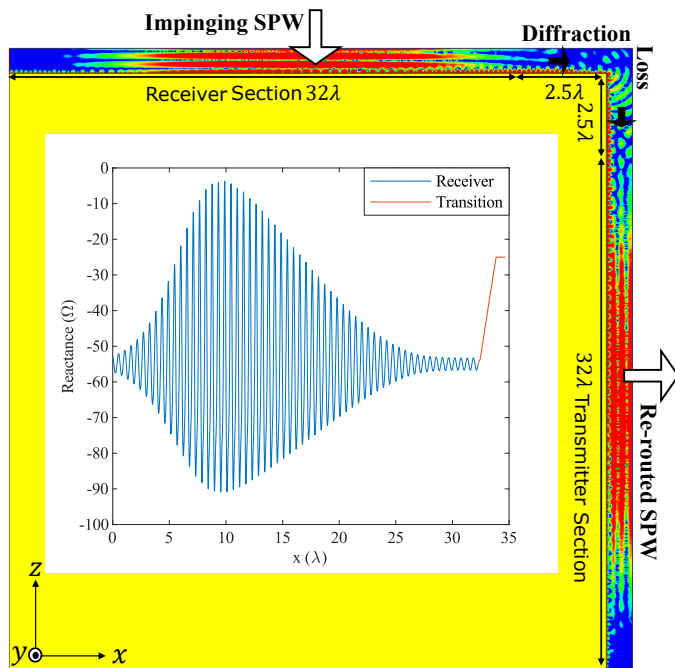 Impinging SPW
Diffraction
Loss
Receiver Section 32λ
2.5λ
2.5λ
Receiver
Transition
0
-10
-20
-30
-40
-50
-60
-70
-80
-90
-100
Reactance (Ω)
0 5 10 15 20 25 30 35
x (λ)
32λ Transmitter Section
Re-routed SPW
z
y
x